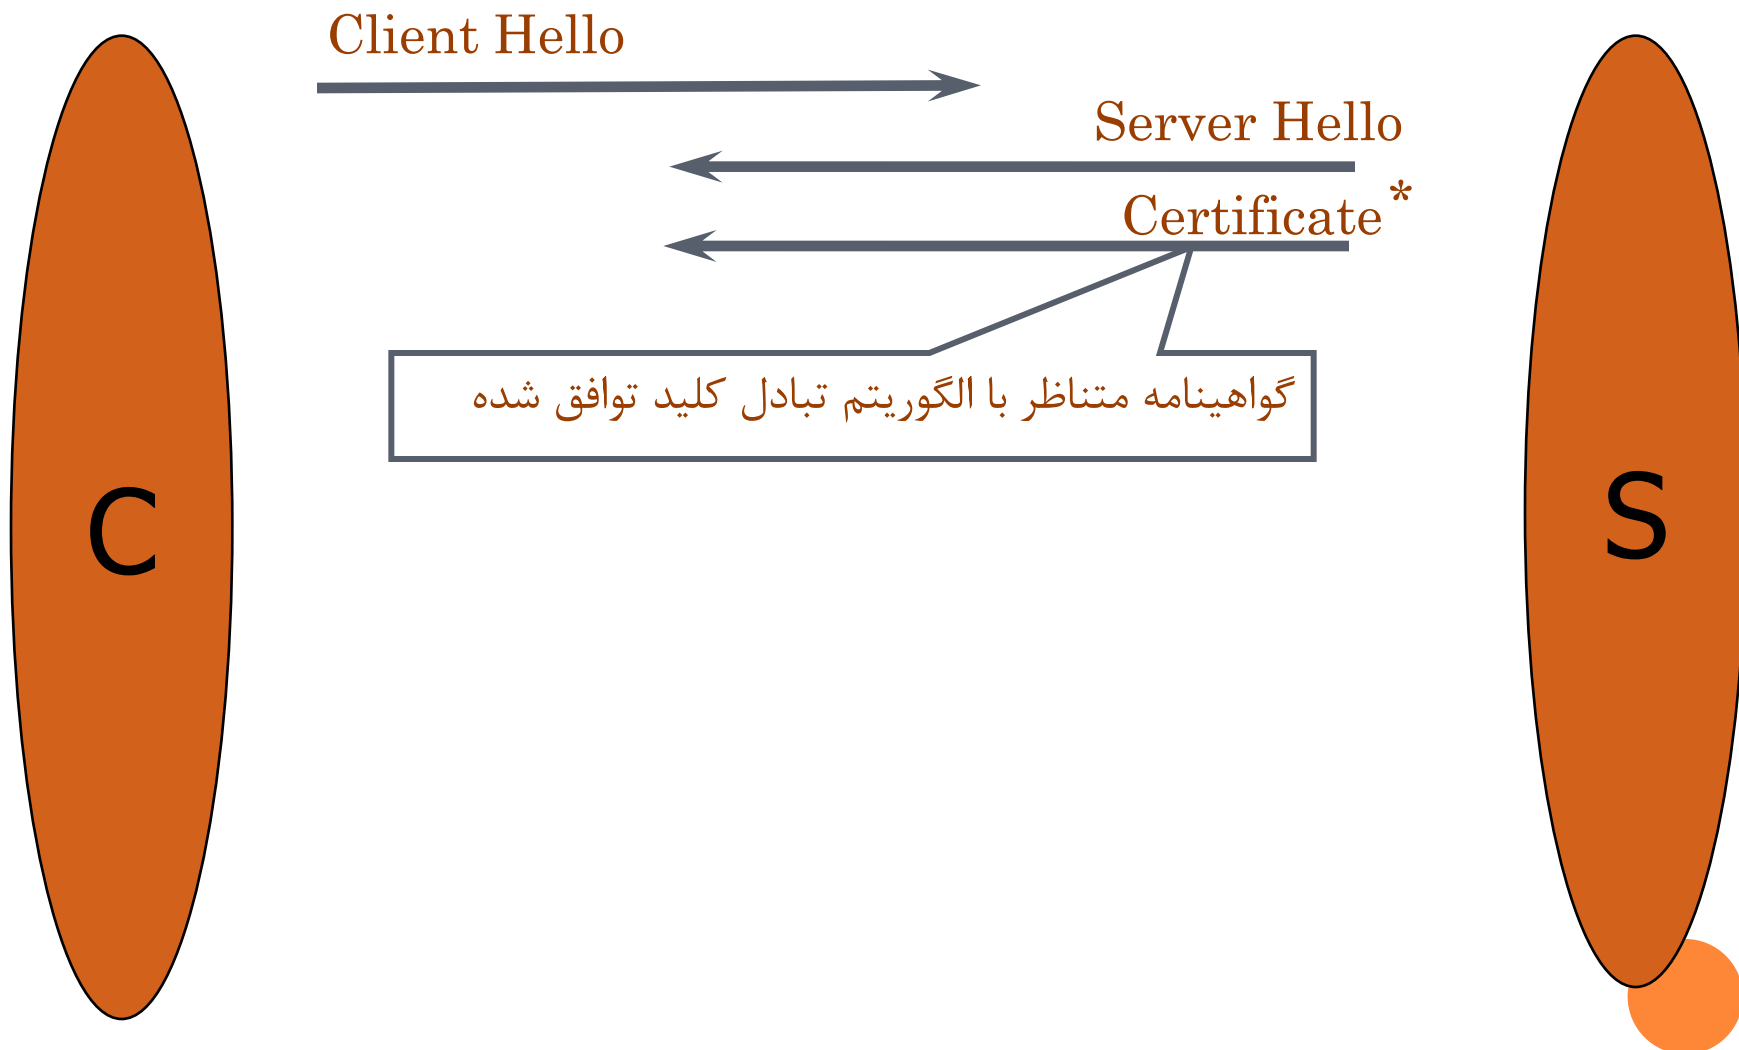 Client Hello
Server Hello
Certificate*
گواهینامه متناظر با الگوریتم تبادل کلید توافق شده
C
S